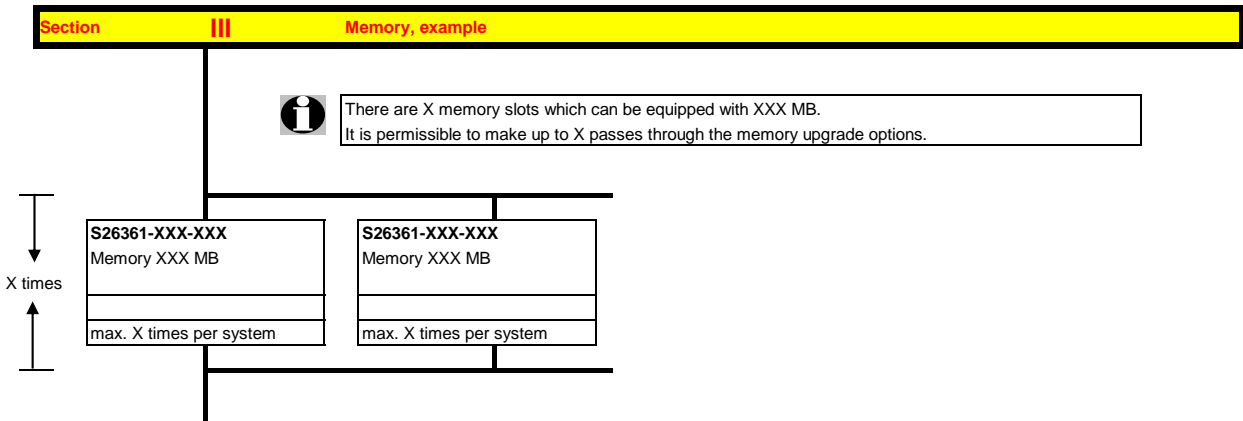 Section III Memory, example
There are X memory slots which can be equipped with XXX MB.
It is permissible to make up to X passes through the memory upgrade options.
S26361-XXX-XXX
Memory XXX MB
max. X times per system
S26361-XXX-XXX
Memory XXX MB
max. X times per system
X times